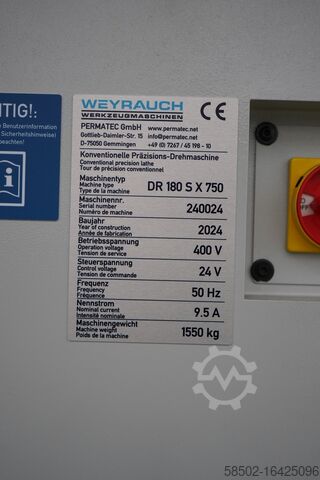 TIG!:
e Benutzerinformation
Sicherheitshinweise)
WEYRAUCH
WERKZEUGMASCHINEN
CE
PERMATEC GmbH
Gottlieb-Daimler-Str. 15
D-75050 Gemmingen
www.permatec.net
info@permatec.net
+49 (0) 7267 / 45 198 - 10
Konventionelle Präzisions-Drehmaschine
Conventional precision lathe
Tour de précision conventionnel
Maschinentyp
Machine type
Type de la machine
DR 180 S X 750
Maschinennr.
Serial number
Numéro de machine
240024
Baujahr
Year of construction
Année de fabrication
2024
Betriebsspannung
Operation voltage
Tension de service
400 V
Steuerspannung
Control voltage
Tension de commande
24 V
Frequenz
Frequency
Fréquence
50 Hz
Nennstrom
Nominal current
Intensité nominale
9.5 A
Maschinengewicht
Machine weight
Poids de la machine
1550 kg
58502-16425096